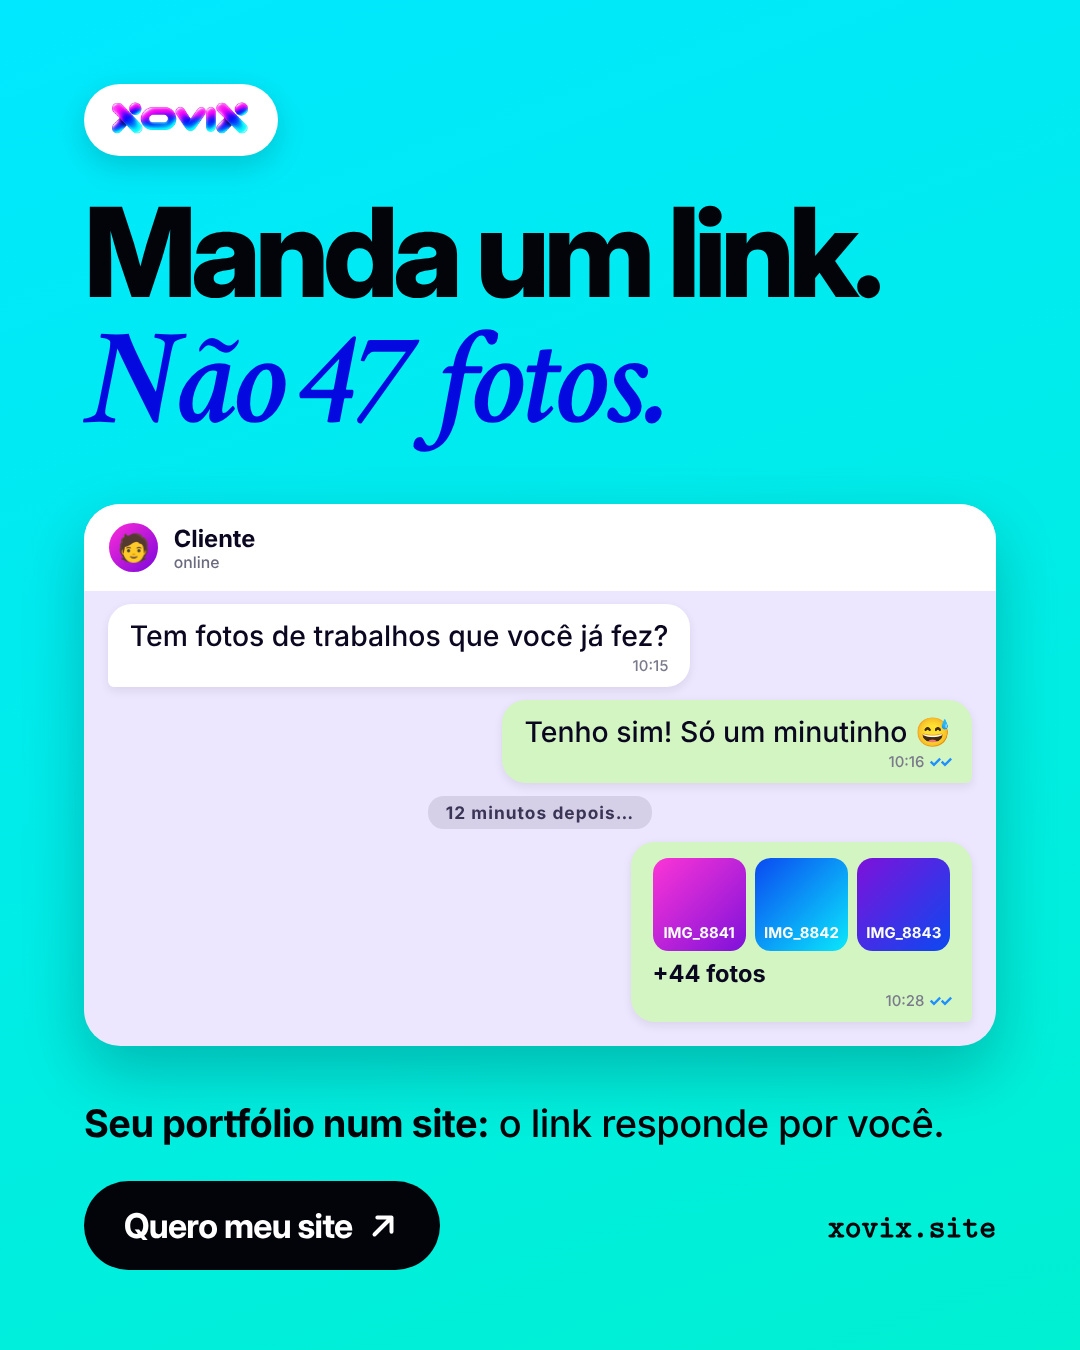 XOVIX
Manda um link.
Não 47 fotos.
Cliente
online
Tem fotos de trabalhos que você já fez?
10:15
Tenho sim! Só um minutinho 😅
10:16
12 minutos depois...
IMG_8841 IMG_8842 IMG_8843
+44 fotos
10:28
Seu portfólio num site: o link responde por você.
Quero meu site
xovix.site